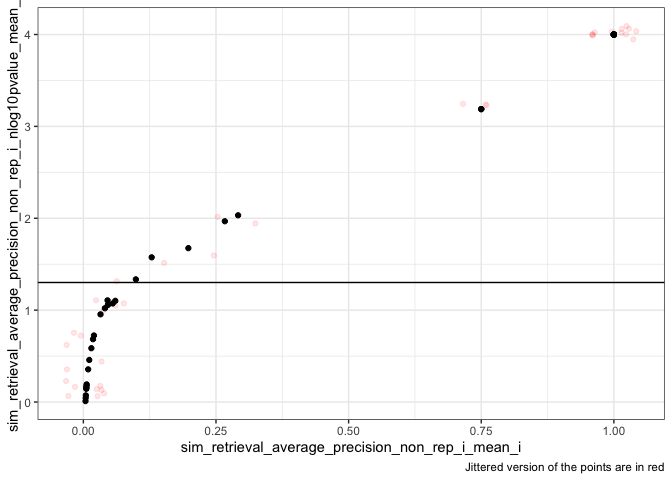 sim_retrieval_average_precision_non_rep_i_nlog10pvalue_mean_
4
3
2
1
0
0.00 0.25 0.50 0.75 1.00
sim_retrieval_average_precision_non_rep_i_mean_i
Jittered version of the points are in red